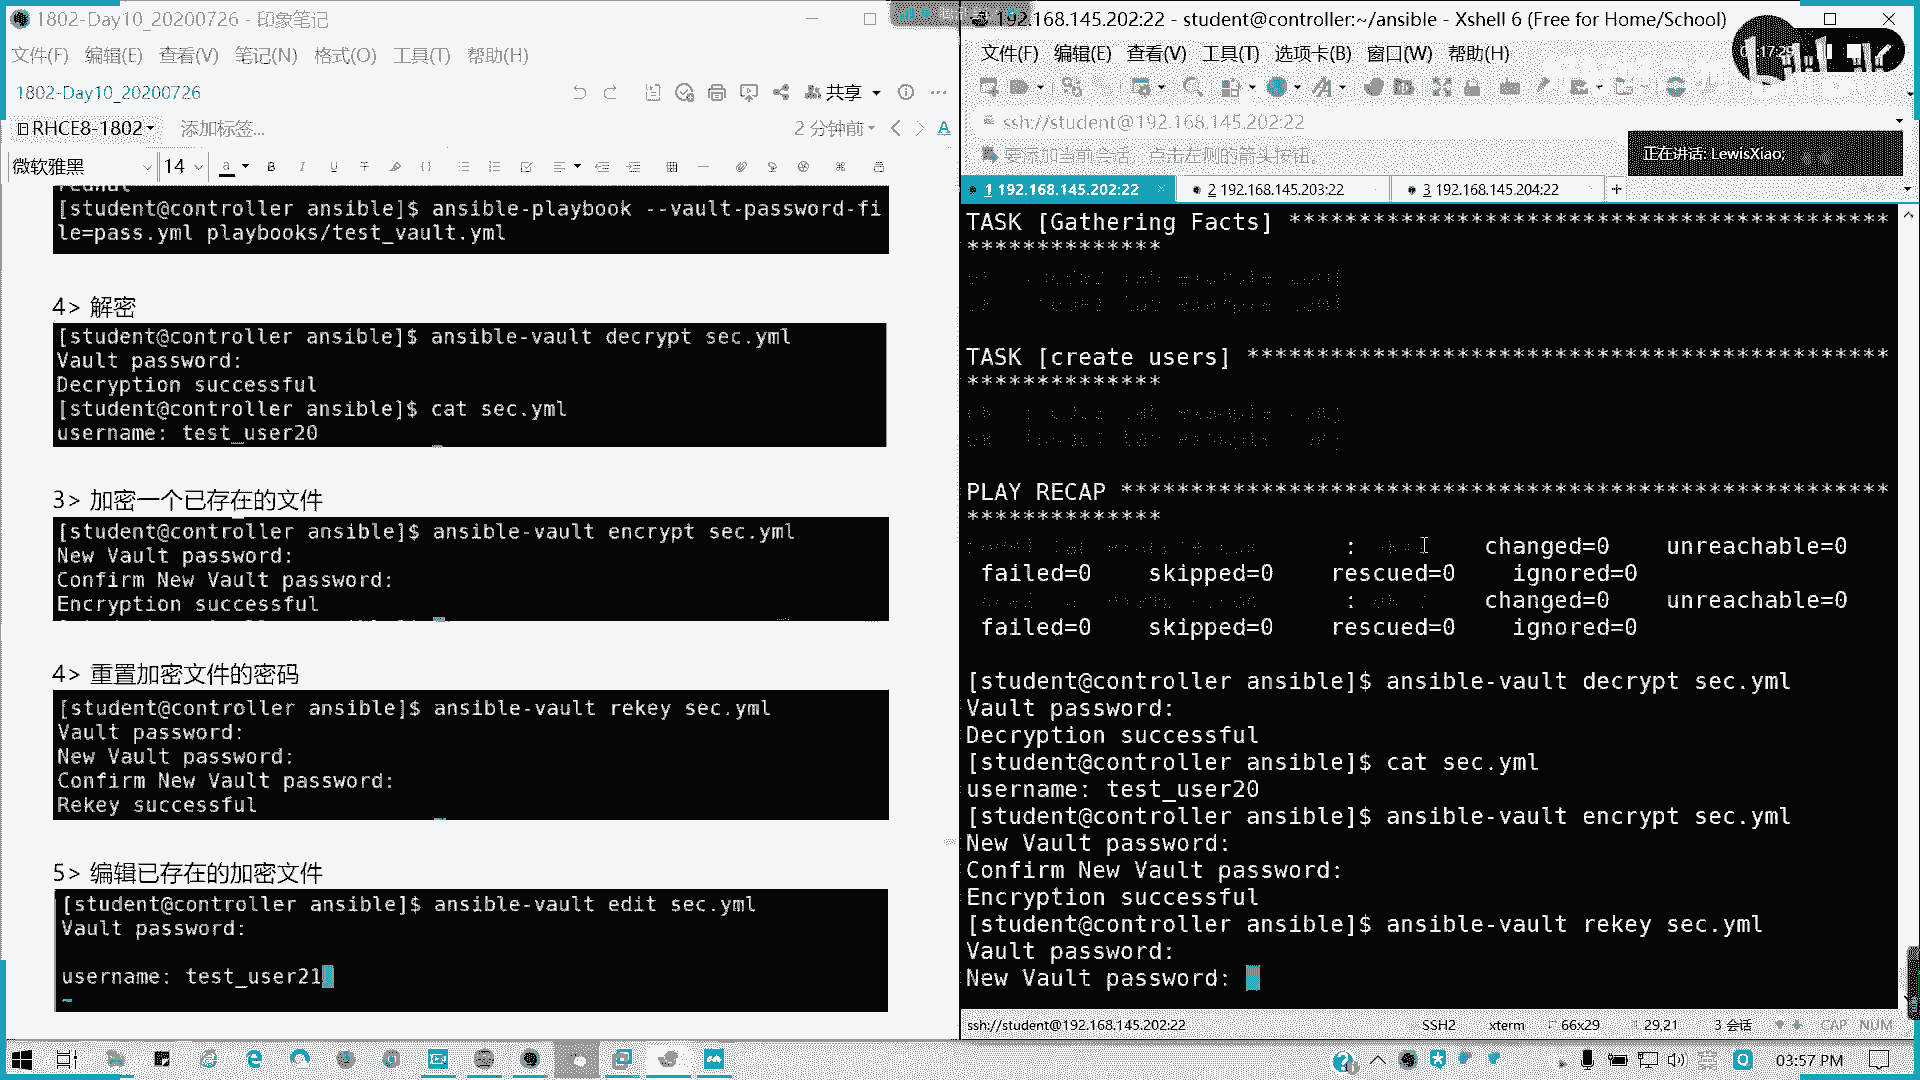 1802-Day10_20200726 - 印象笔记
文件(F) 编辑(E) 查看(V) 笔记(N) 格式(O) 工具(T) 帮助(H)
1802-Day10_20200726
共享
RHCE8-1802
添加标签...
2 分钟前
微软雅黑
14
[student@controller ansible]$ ansible-playbook --vault-password-fi
le=pass.yml playbooks/test_vault.yml
4> 解密
[student@controller ansible]$ ansible-vault decrypt sec.yml
Vault password:
Decryption successful
[student@controller ansible]$ cat sec.yml
username: test_user20
3> 加密一个已存在的文件
[student@controller ansible]$ ansible-vault encrypt sec.yml
New Vault password:
Confirm New Vault password:
Encryption successful
4> 重置加密文件的密码
[student@controller ansible]$ ansible-vault rekey sec.yml
Vault password:
New Vault password:
Confirm New Vault password:
Rekey successful
5> 编辑已存在的加密文件
[student@controller ansible]$ ansible-vault edit sec.yml
Vault password:
username: test_user21
192.168.145.202:22 - student@controller:~/ansible - Xshell 6 (Free for Home/School)
文件(F) 编辑(E) 查看(V) 工具(T) 选项卡(B) 窗口(W) 帮助(H)
ssh://student@192.168.145.202:22
要添加当前会话，点击左侧的箭头按钮。
正在讲话: LewisXiao;
1 192.168.145.202:22
2 192.168.145.203:22
3 192.168.145.204:22
TASK [Gathering Facts] *******************************************
**************
TASK [create users] **********************************************
**************
PLAY RECAP *******************************************************
**************
: changed=0 unreachable=0
failed=0 skipped=0 rescued=0 ignored=0
: changed=0 unreachable=0
failed=0 skipped=0 rescued=0 ignored=0
[student@controller ansible]$ ansible-vault decrypt sec.yml
Vault password:
Decryption successful
[student@controller ansible]$ cat sec.yml
username: test_user20
[student@controller ansible]$ ansible-vault encrypt sec.yml
New Vault password:
Confirm New Vault password:
Encryption successful
[student@controller ansible]$ ansible-vault rekey sec.yml
Vault password:
New Vault password:
ssh://student@192.168.145.202:22
SSH2
xterm
66x29
29,21
3 会话
CAP NUM
03:57 PM